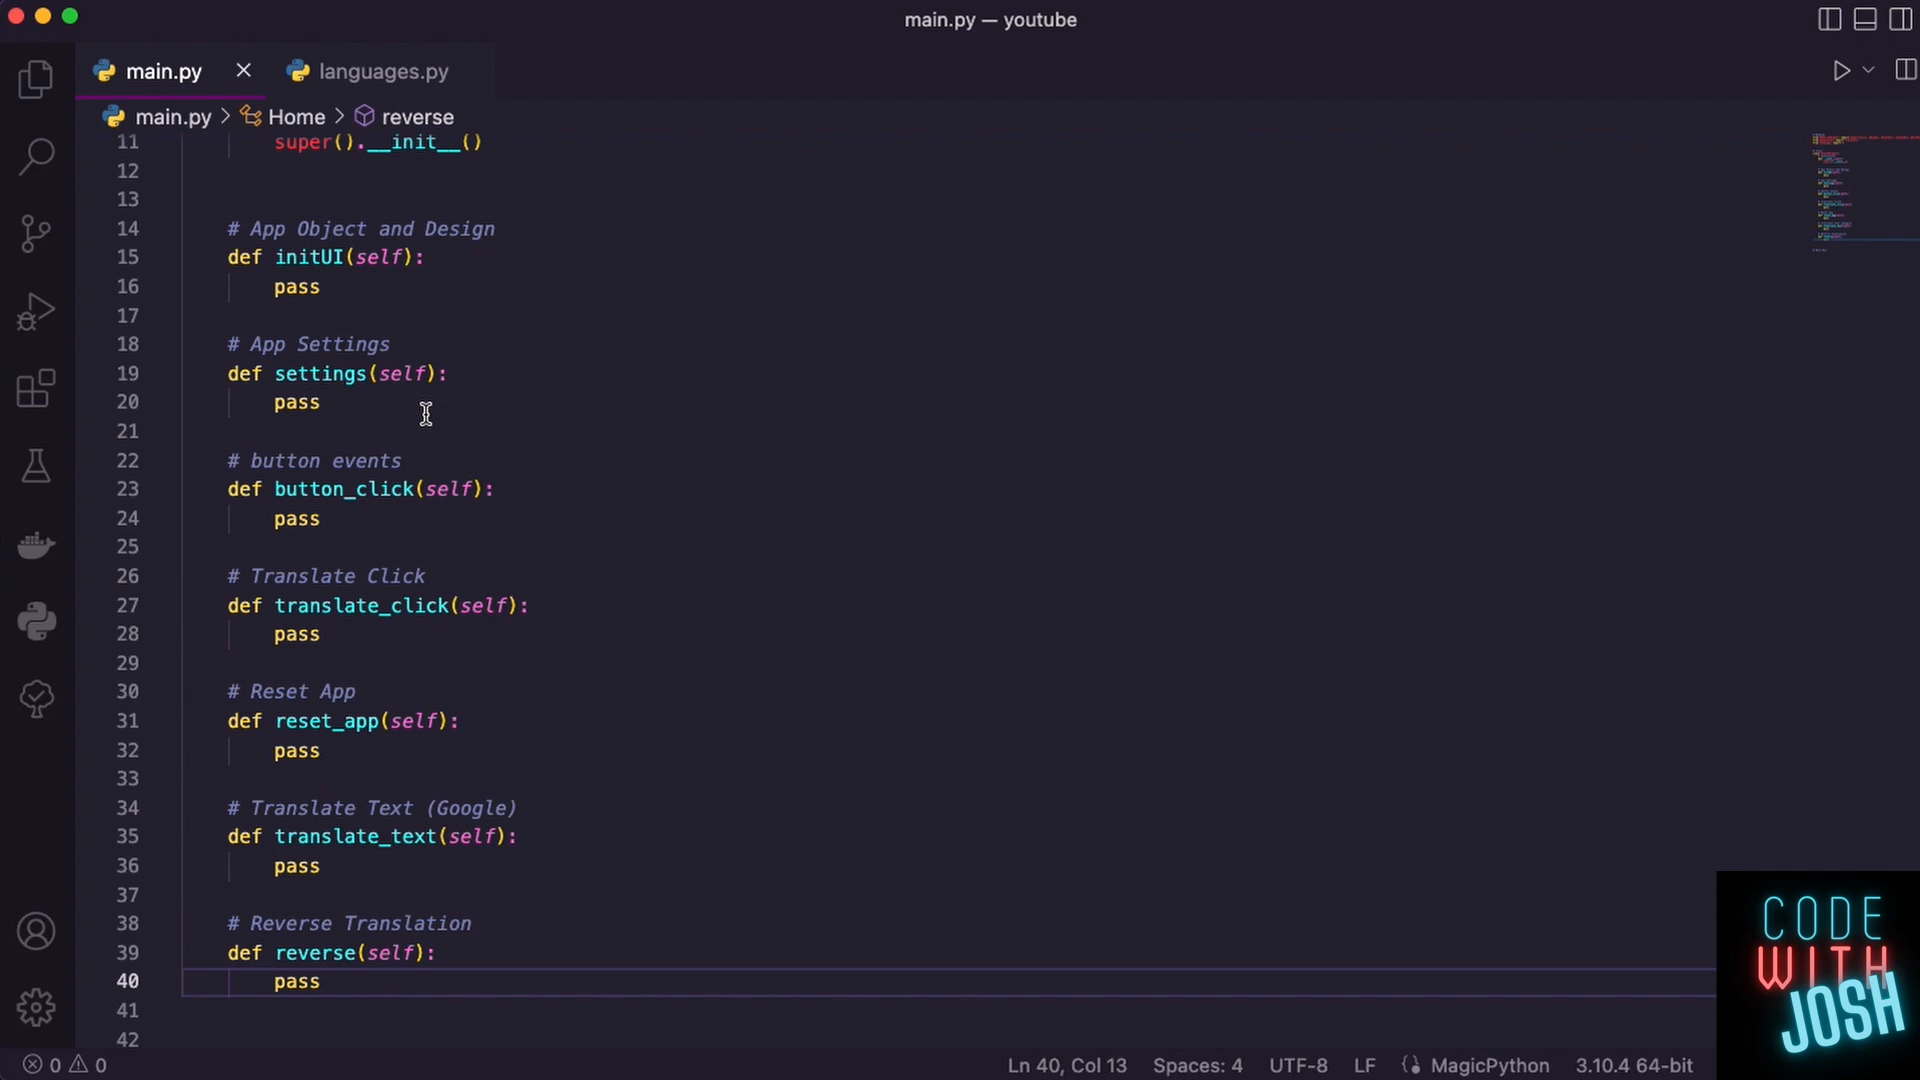 main.py — youtube
main.py
languages.py
main.py > Home > reverse
11 super().__init__()
12
13
14 # App Object and Design
15 def initUI(self):
16 pass
17
18 # App Settings
19 def settings(self):
20 pass
21
22 # button events
23 def button_click(self):
24 pass
25
26 # Translate Click
27 def translate_click(self):
28 pass
29
30 # Reset App
31 def reset_app(self):
32 pass
33
34 # Translate Text (Google)
35 def translate_text(self):
36 pass
37
38 # Reverse Translation
39 def reverse(self):
40 pass
41
42
0 0 Ln 40, Col 13 Spaces: 4 UTF-8 LF MagicPython 3.10.4 64-bit
CODE
WITH
JOSH